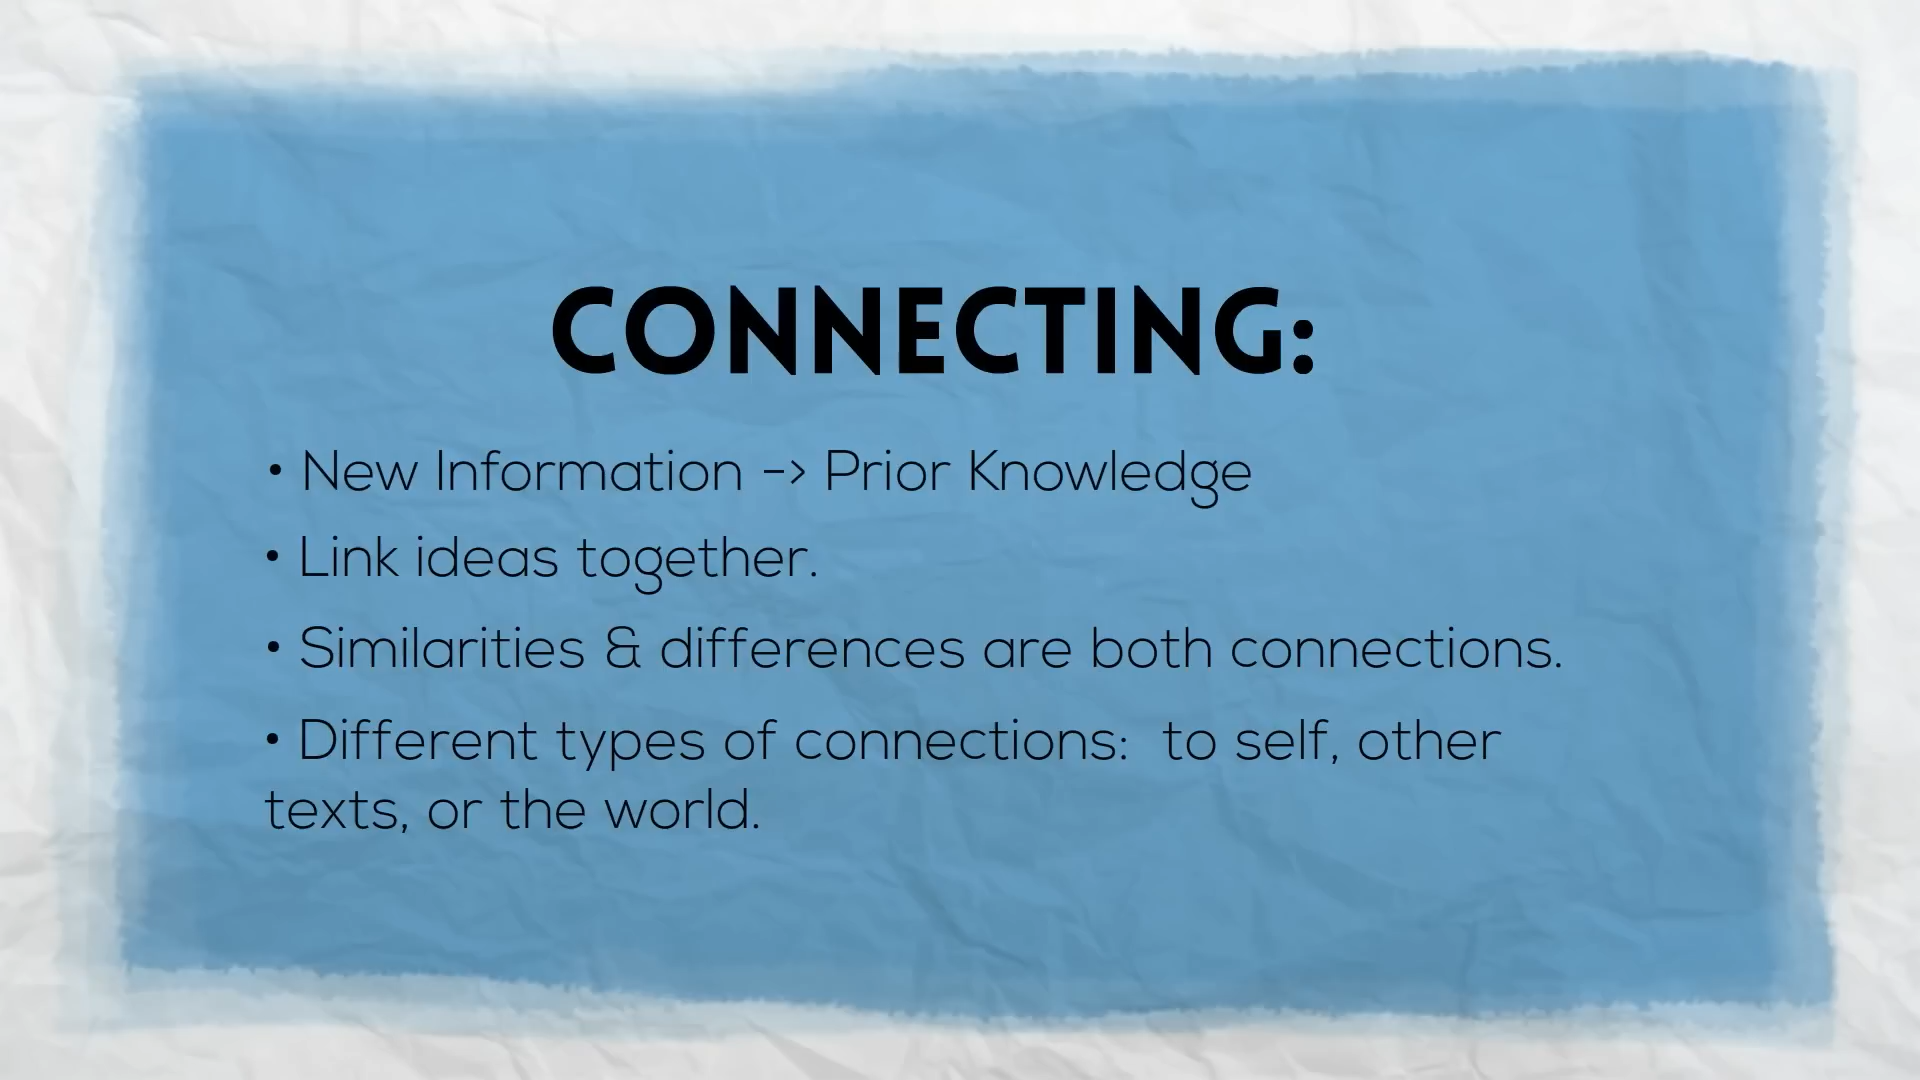 CONNECTING:
• New Information -> Prior Knowledge
• Link ideas together.
• Similarities & differences are both connections.
• Different types of connections:  to self, other
texts, or the world.